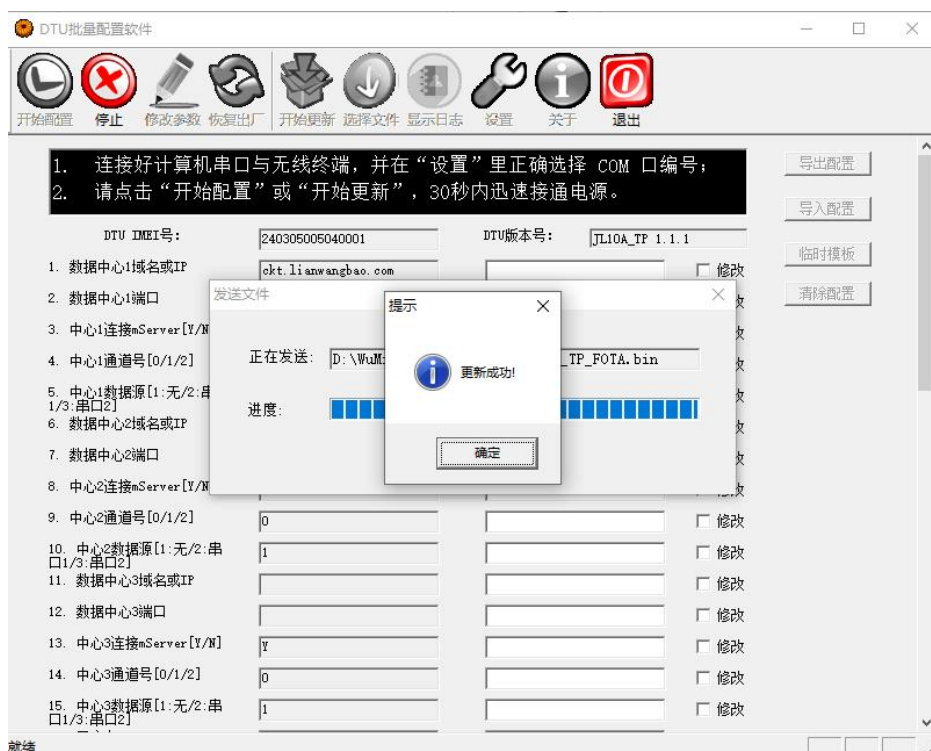 DTU批量配置软件
开始配置 停止 修改参数 恢复出厂 开始更新 选择文件 显示日志 设置 关于 退出
1. 连接好计算机串口与无线终端，并在“设置”里正确选择 COM 口编号；
2. 请点击“开始配置”或“开始更新”，30秒内迅速接通电源。
导出配置
导入配置
临时模板
清除配置
DTU IMEI号： 240305005040001 DTU版本号： JL10A_TP 1.1.1
1. 数据中心1域名或IP ckt.lianwangbao.com 修改
2. 数据中心1端口
3. 中心1连接mServer[Y/N
4. 中心1通道号[0/1/2]
5. 中心1数据源[1:无/2:串
1/3:串口2]
6. 数据中心2域名或IP
7. 数据中心2端口
8. 中心2连接mServer[Y/N
发送文件
正在发送： D:\WuM _TP_FOTA.bin
进度：
提示
更新成功!
确定
9. 中心2通道号[0/1/2] 0 修改
10. 中心2数据源[1:无/2:串
口1/3:串口2] 1 修改
11. 数据中心3域名或IP 修改
12. 数据中心3端口 修改
13. 中心3连接mServer[Y/N] Y 修改
14. 中心3通道号[0/1/2] 0 修改
15. 中心3数据源[1:无/2:串
口1/3:串口2] 1 修改
就绪